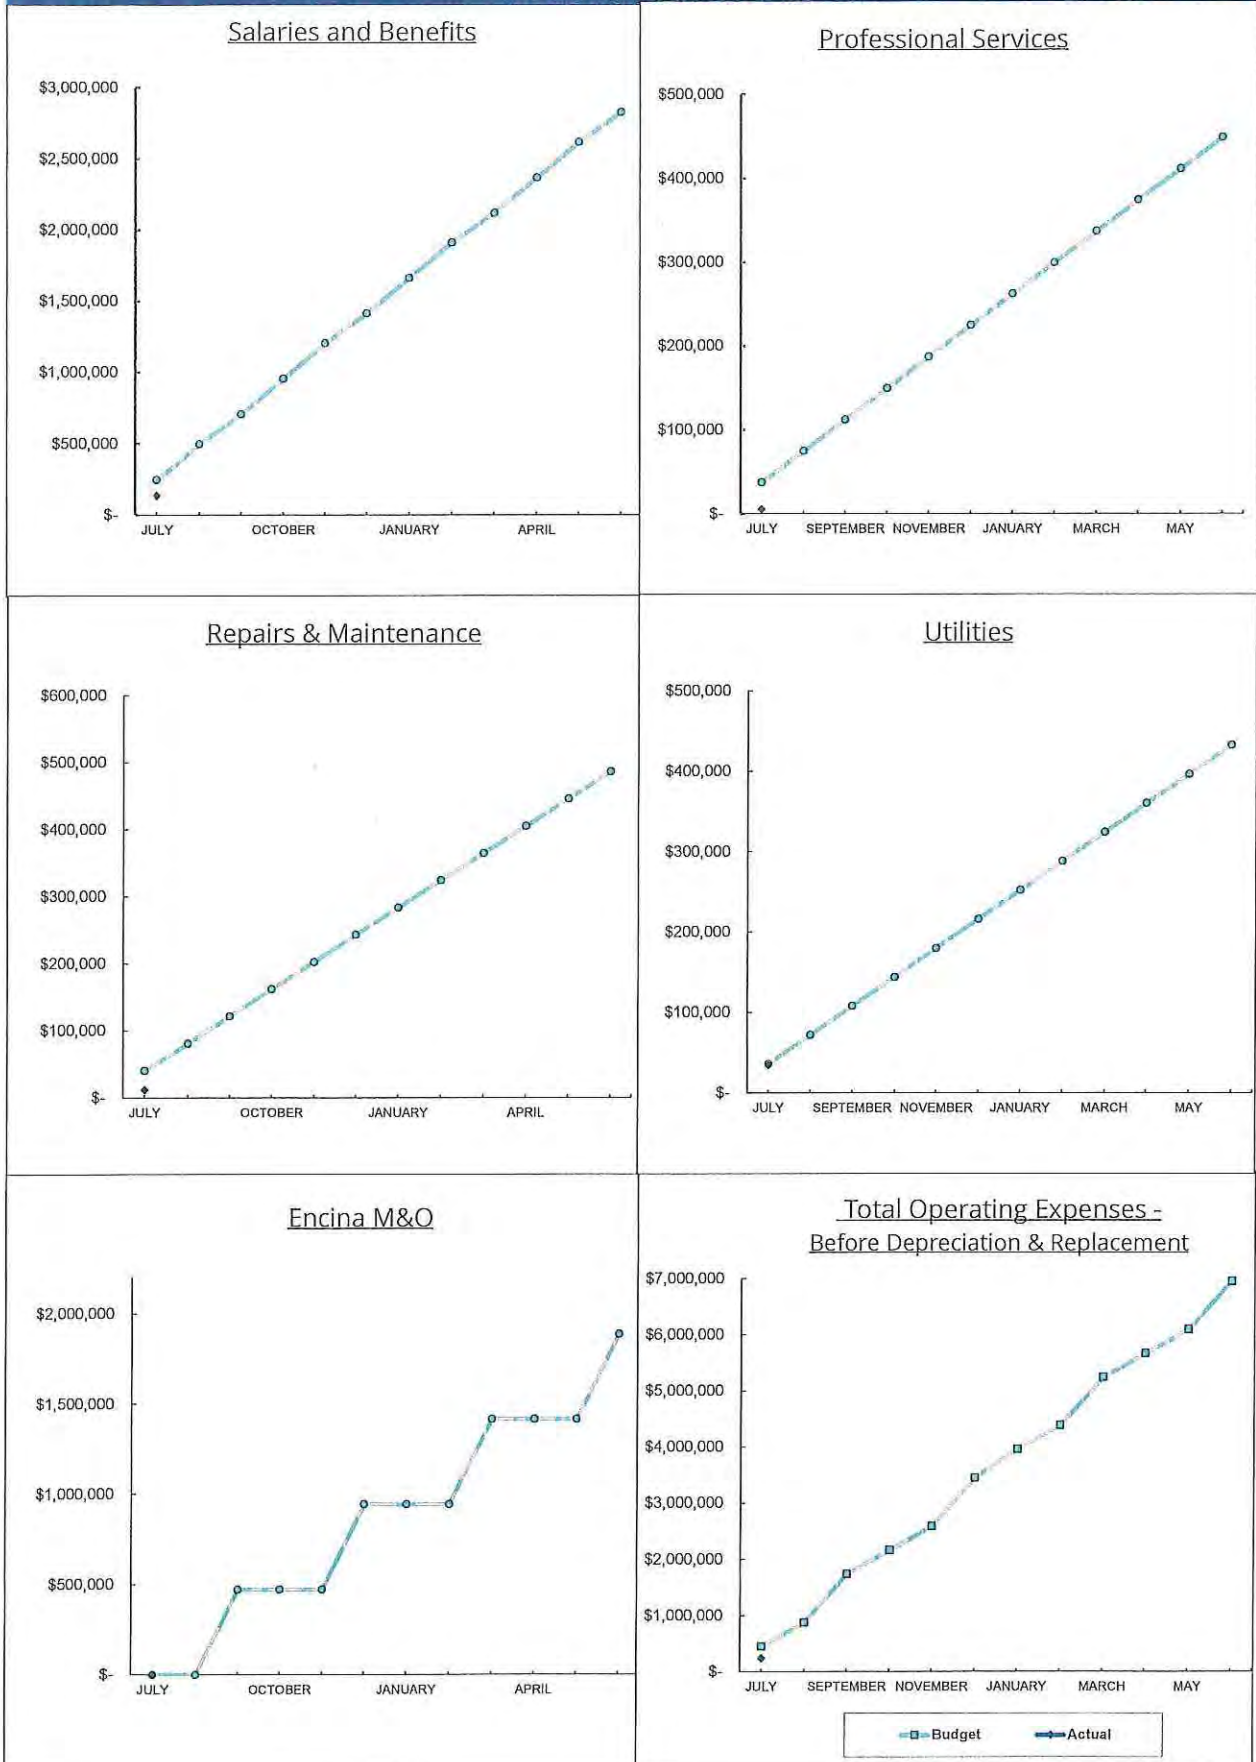 Salaries and Benefits
$3,000,000
$2,500,000
$2,000,000
$1,500,000
$1,000,000
$500,000
$-
JULY OCTOBER JANUARY APRIL
Professional Services
$500,000
$400,000
$300,000
$200,000
$100,000
$-
JULY SEPTEMBER NOVEMBER JANUARY MARCH MAY
Repairs & Maintenance
$600,000
$500,000
$400,000
$300,000
$200,000
$100,000
$-
JULY OCTOBER JANUARY APRIL
Utilities
$500,000
$400,000
$300,000
$200,000
$100,000
$-
JULY SEPTEMBER NOVEMBER JANUARY MARCH MAY
Encina M&O
$2,000,000
$1,500,000
$1,000,000
$500,000
$-
JULY OCTOBER JANUARY APRIL
Total Operating Expenses -
Before Depreciation & Replacement
$7,000,000
$6,000,000
$5,000,000
$4,000,000
$3,000,000
$2,000,000
$1,000,000
$-
JULY SEPTEMBER NOVEMBER JANUARY MARCH MAY
Budget Actual